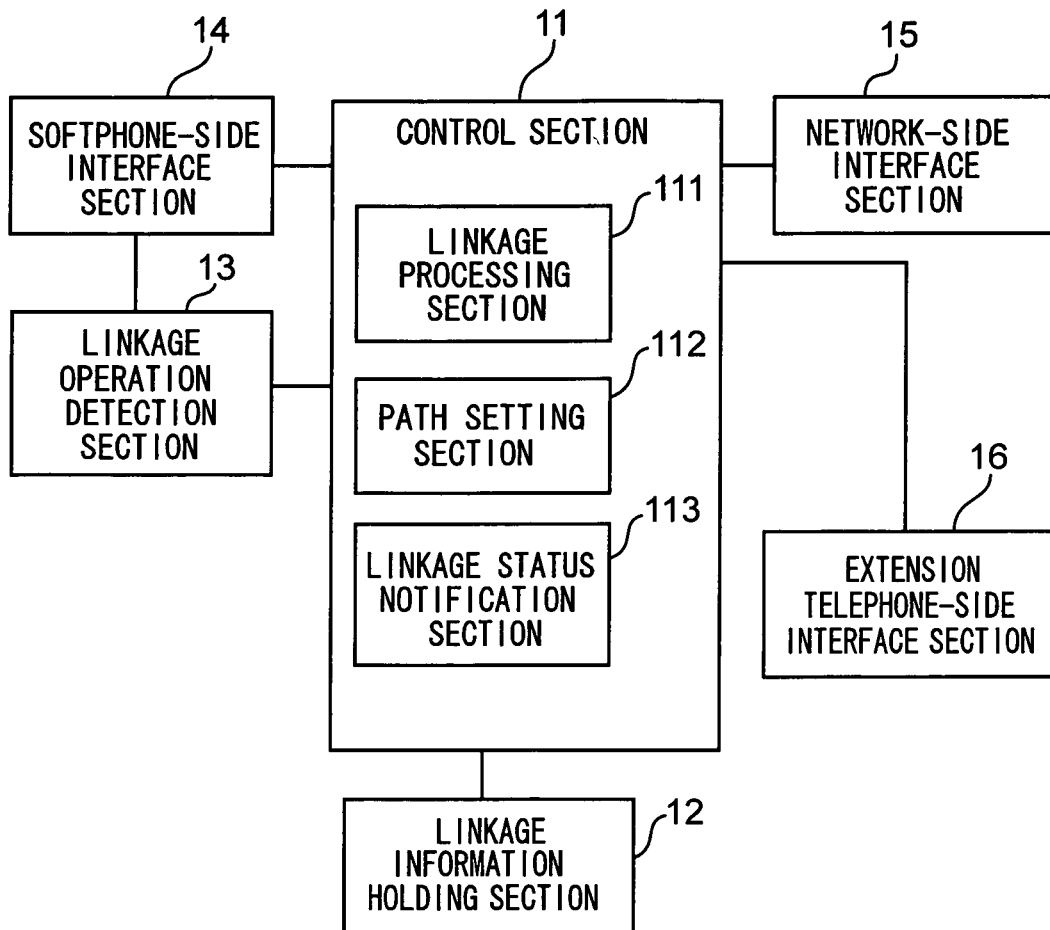 14
11
15
SOFTPHONE-SIDE
INTERFACE
SECTION
CONTROL SECTION
NETWORK-SIDE
INTERFACE
SECTION
111
LINKAGE
PROCESSING
SECTION
13
LINKAGE
OPERATION
DETECTION
SECTION
112
PATH SETTING
SECTION
113
LINKAGE STATUS
NOTIFICATION
SECTION
16
EXTENSION
TELEPHONE-SIDE
INTERFACE SECTION
12
LINKAGE
INFORMATION
HOLDING SECTION